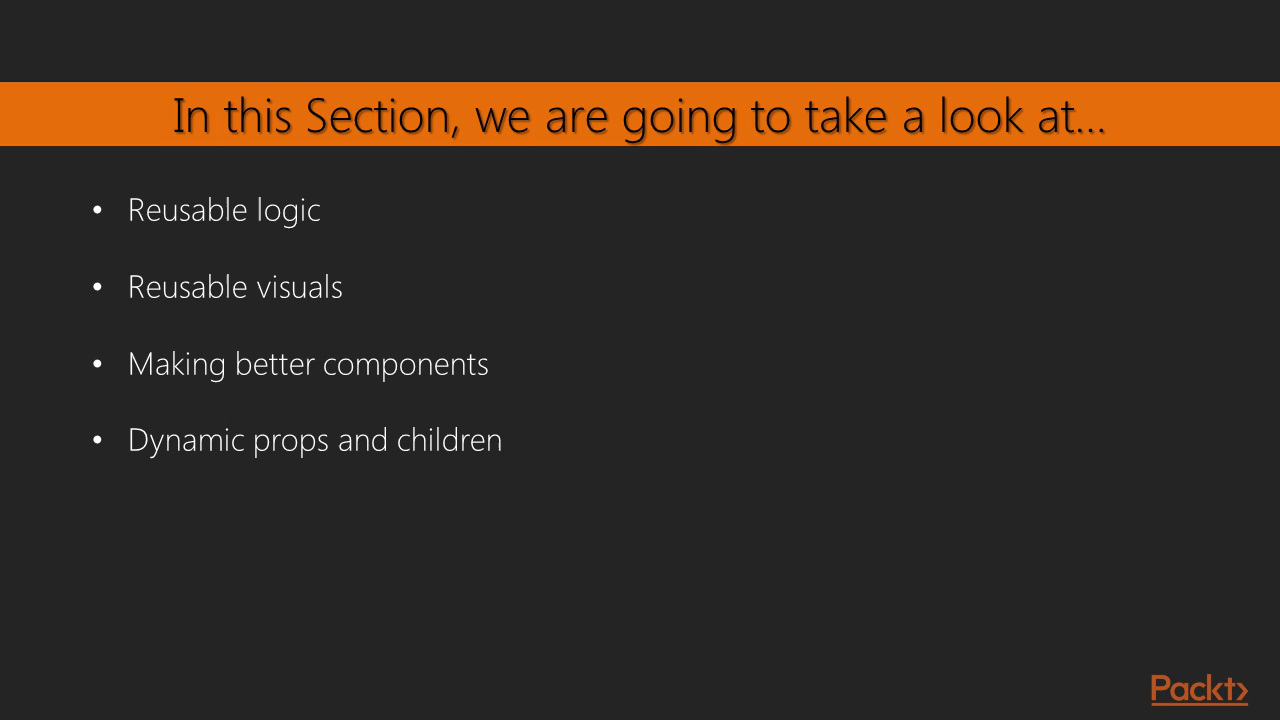 In this Section, we are going to take a look at...
• Reusable logic
• Reusable visuals
• Making better components
• Dynamic props and children
Packt>